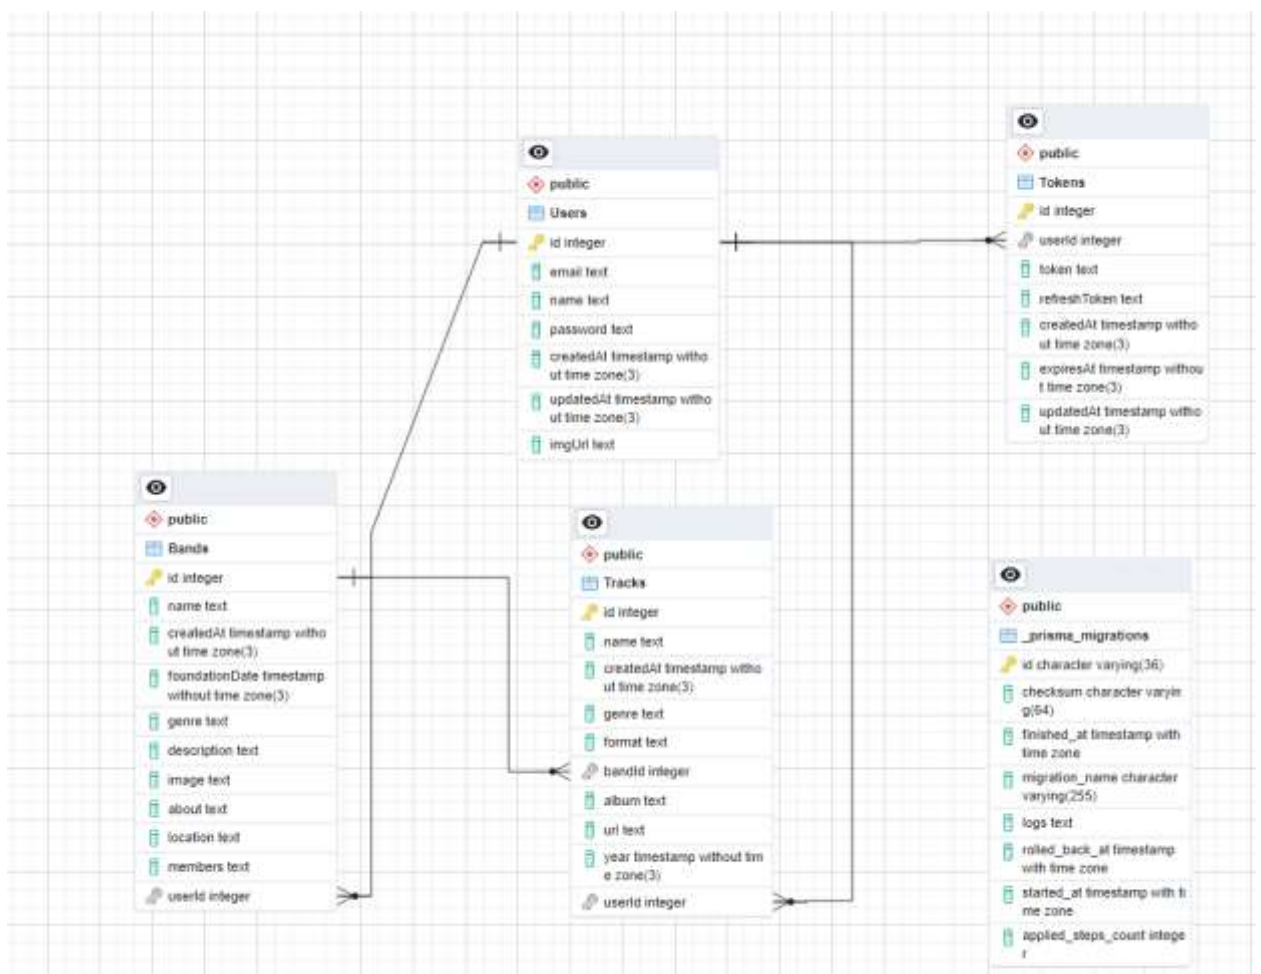 public
Users
id integer
email text
name text
password text
createdAt timestamp witho
ut time zone(3)
updatedAt timestamp witho
ut time zone(3)
imgUrl text
public
Tokens
id integer
userId integer
token text
refreshToken text
createdAt timestamp witho
ut time zone(3)
expiresAt timestamp withou
t time zone(3)
updatedAt timestamp witho
ut time zone(3)
public
Bands
id integer
name text
createdAt timestamp witho
ut time zone(3)
foundationDate timestamp
without time zone(3)
genre text
description text
image text
about text
location text
members text
userId integer
public
Tracks
id integer
name text
createdAt timestamp witho
ut time zone(3)
genre text
format text
bandId integer
album text
url text
year timestamp without tim
e zone(3)
userId integer
public
_prisma_migrations
id character varying(36)
checksum character varyin
g(64)
finished_at timestamp with
time zone
migration_name character
varying(255)
logs text
rolled_back_at timestamp
with time zone
started_at timestamp with ti
me zone
applied_steps_count intege
r